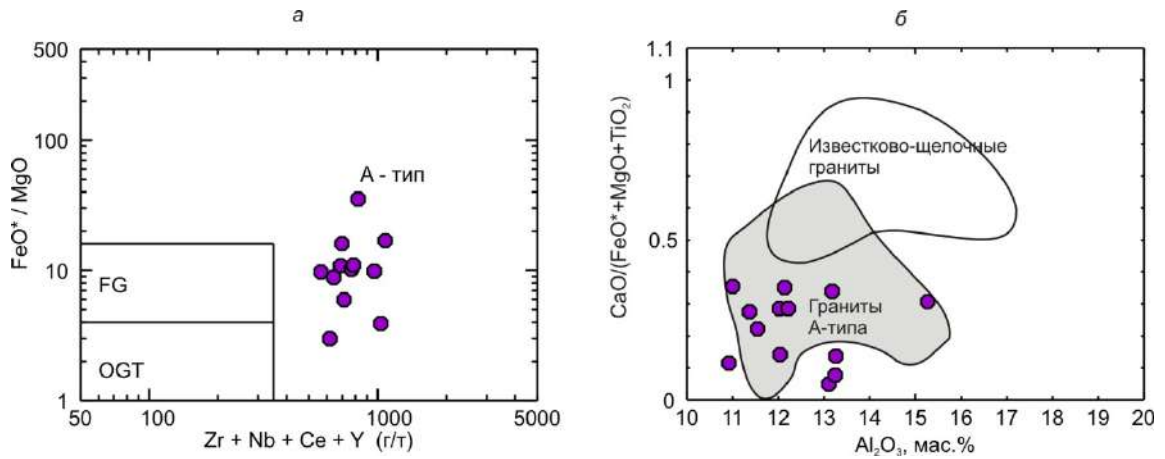 а
500
100
10
1
FeO* / MgO
А - тип
FG
OGT
50
100
1000
5000
Zr + Nb + Ce + Y (г/т)
б
1.1
1
0.5
0
CaO/(FeO*+MgO+TiO₂)
Известково-щелочные
граниты
Граниты
А-типа
10
11
12
13
14
15
16
17
18
19
20
Al₂O₃, мас.%